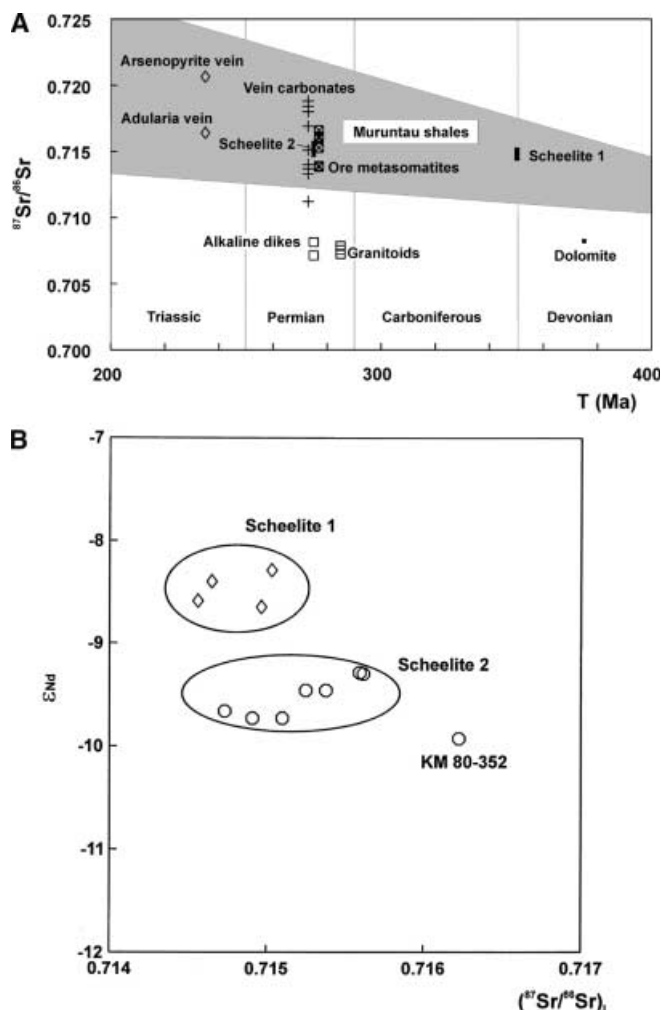 A
⁸⁷Sr/⁸⁶Sr
0.725
0.720
0.715
0.710
0.705
0.700
Arsenopyrite vein
Vein carbonates
Adularia vein
Scheelite 2
Muruntau shales
Scheelite 1
Ore metasomatites
Alkaline dikes
Granitoids
Dolomite
Triassic
Permian
Carboniferous
Devonian
200
300
400
T (Ma)
B
εNd
-7
-8
-9
-10
-11
-12
Scheelite 1
Scheelite 2
KM 80-352
0.714
0.715
0.716
0.717
(⁸⁷Sr/⁸⁶Sr)ᵢ